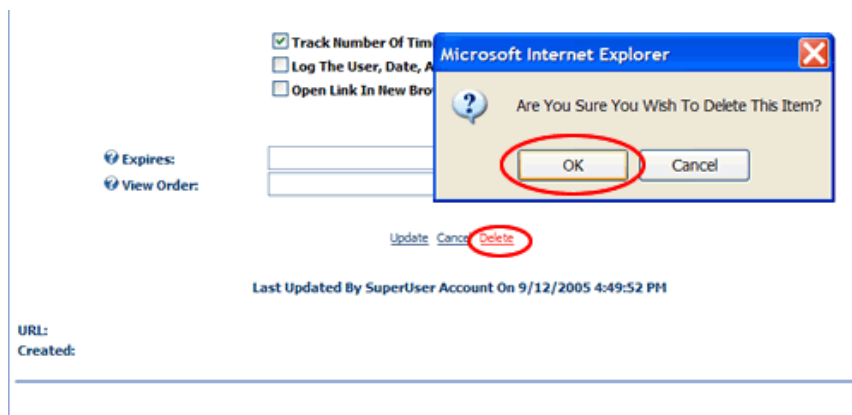 Track Number Of Tim
Log The User, Date, A
Open Link In New Bro
Microsoft Internet Explorer
Are You Sure You Wish To Delete This Item?
OK Cancel
Expires:
View Order:
Update Cancel Delete
Last Updated By SuperUser Account On 9/12/2005 4:49:52 PM
URL:
Created: